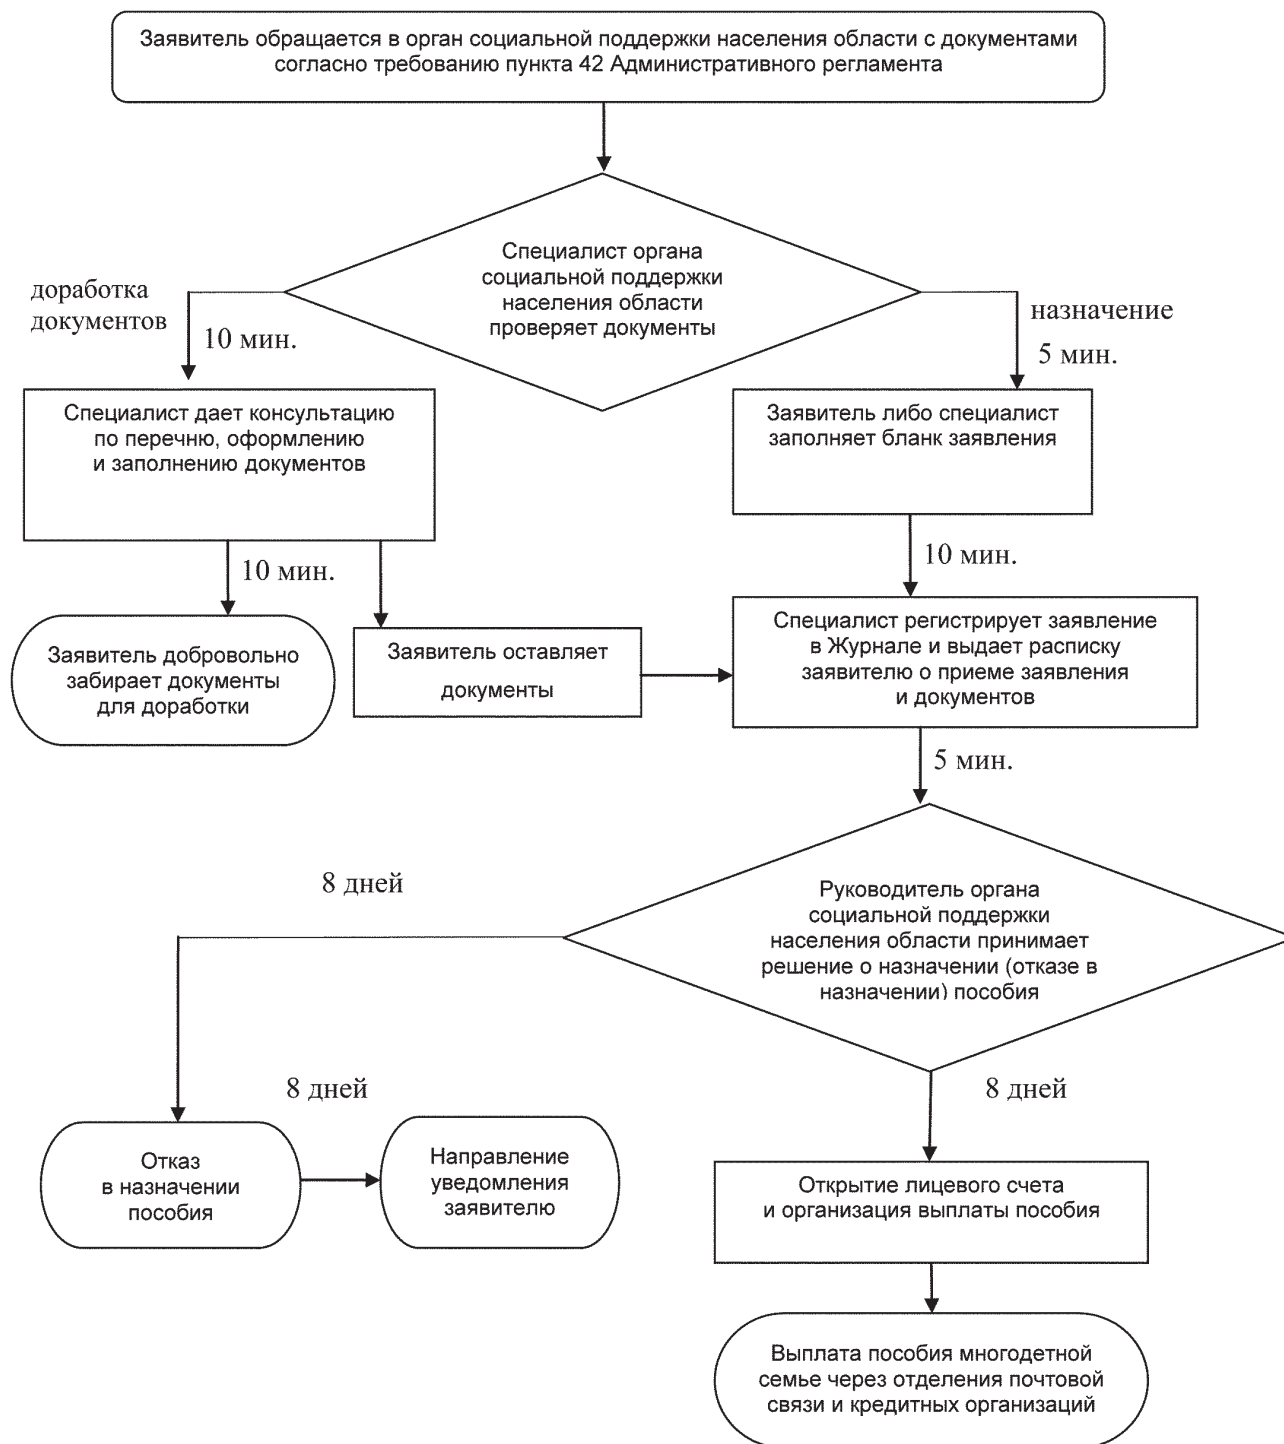 Заявитель обращается в орган социальной поддержки населения области с документами
согласно требованию пункта 42 Административного регламента
Специалист органа
социальной поддержки
населения области
проверяет документы
доработка
документов
10 мин.
назначение
5 мин.
Специалист дает консультацию
по перечню, оформлению
и заполнению документов
Заявитель либо специалист
заполняет бланк заявления
10 мин.
10 мин.
Заявитель добровольно
забирает документы
для доработки
Заявитель оставляет
документы
Специалист регистрирует заявление
в Журнале и выдает расписку
заявителю о приеме заявления
и документов
5 мин.
8 дней
Руководитель органа
социальной поддержки
населения области принимает
решение о назначении (отказе в
назначении) пособия
8 дней
8 дней
Отказ
в назначении
пособия
Направление
уведомления
заявителю
Открытие лицевого счета
и организация выплаты пособия
Выплата пособия многодетной
семье через отделения почтовой
связи и кредитных организаций